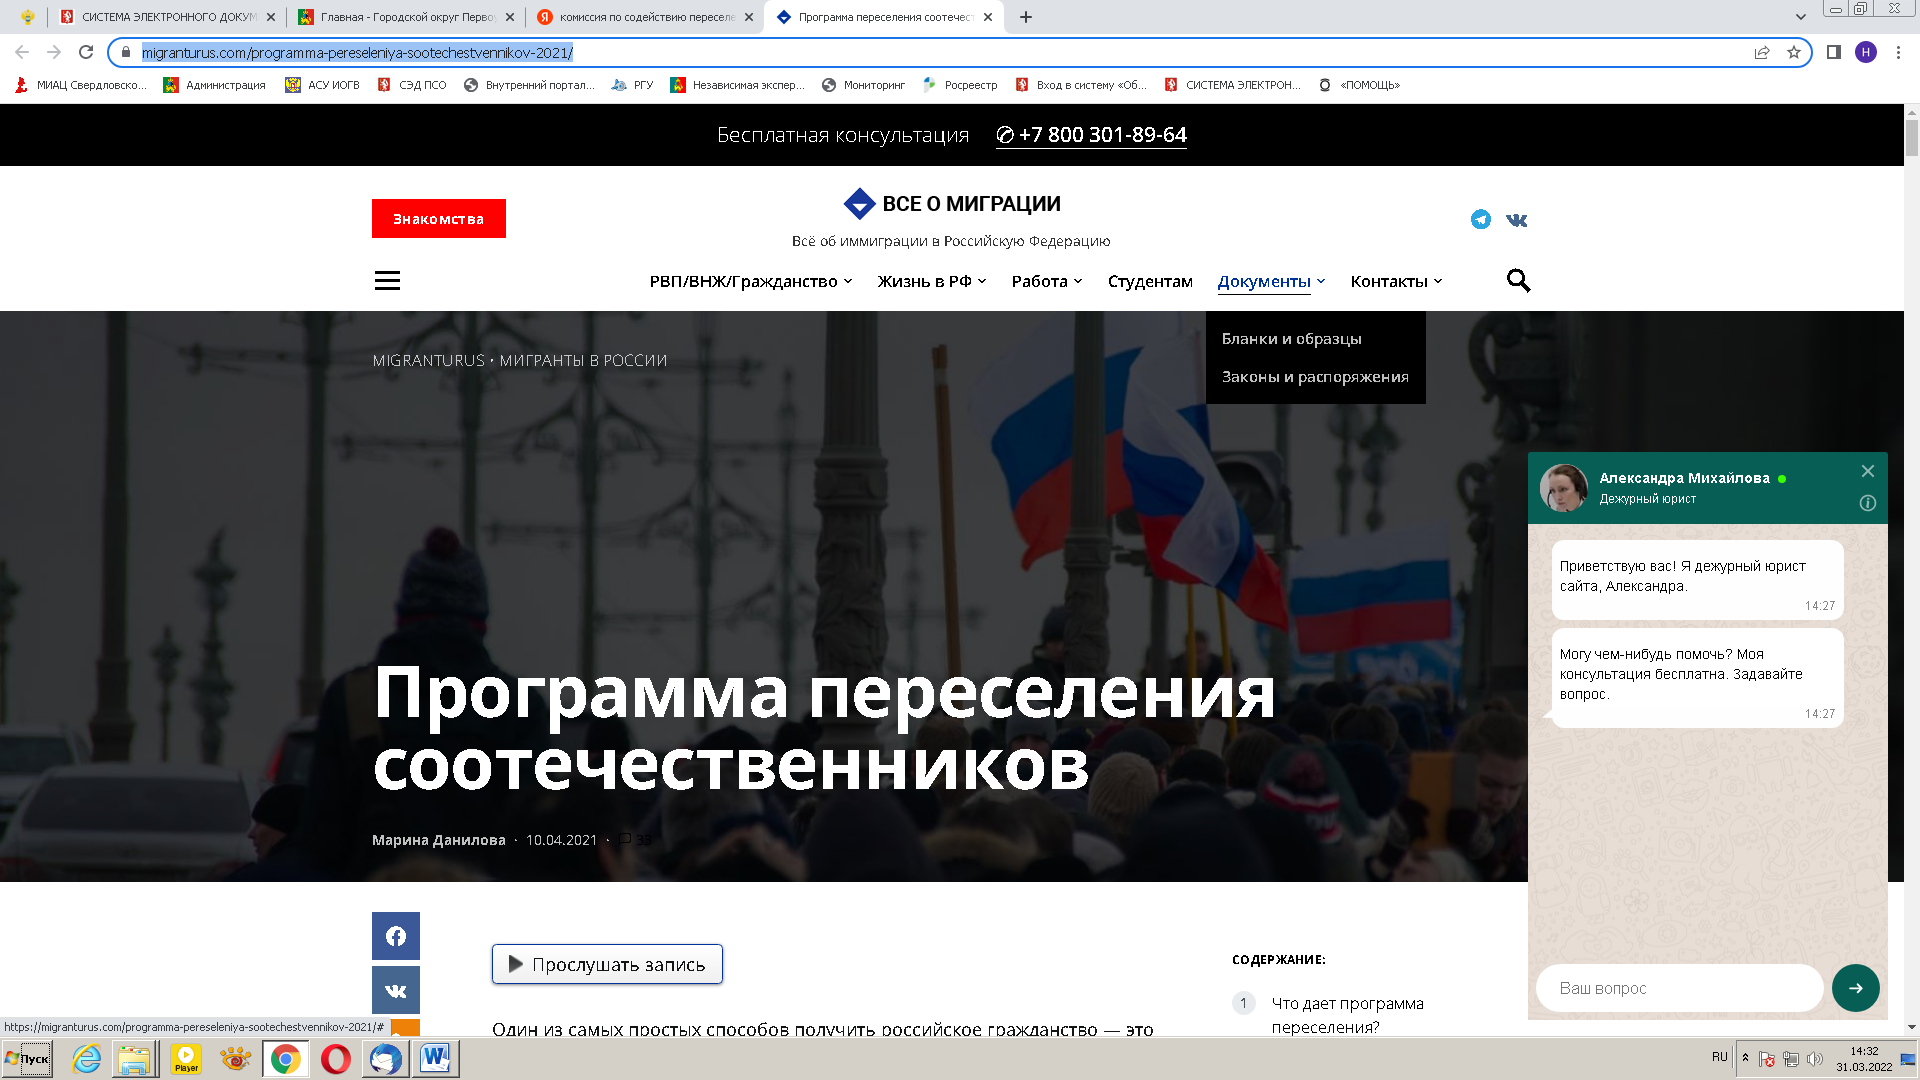 СИСТЕМА ЭЛЕКТРОННОГО ДОКУМ
Главная - Городской округ Первоу
комиссия по содействию переселе
Программа переселения соотечест
migranturus.com/programma-pereseleniya-sootechestvennikov-2021/
H
МИАЦ Свердловско...
Администрация
АСУ ИОГВ
СЭД ПСО
Внутренний портал...
РГУ
Независимая экспер...
Мониторинг
Росреестр
Вход в систему «Об...
СИСТЕМА ЭЛЕКТРОН...
«ПОМОЩЬ»
Бесплатная консультация ✆ +7 800 301-89-64
Знакомства
ВСЕ О МИГРАЦИИ
Всё об иммиграции в Российскую Федерацию
РВП/ВНЖ/Гражданство
Жизнь в РФ
Работа
Студентам
Документы
Контакты
Бланки и образцы
Законы и распоряжения
MIGRANTURUS • МИГРАНТЫ В РОССИИ
Программа переселения
соотечественников
Марина Данилова · 10.04.2021 · 33
Александра Михайлова
Дежурный юрист
Приветствую вас! Я дежурный юрист
сайта, Александра.
14:27
Могу чем-нибудь помочь? Моя
консультация бесплатна. Задавайте
вопрос.
14:27
Ваш вопрос
Прослушать запись
СОДЕРЖАНИЕ:
1 Что дает программа
переселения?
Один из самых простых способов получить российское гражданство — это
https://migranturus.com/programma-pereseleniya-sootechestvennikov-2021/#
Пуск
Player
RU
14:32
31.03.2022